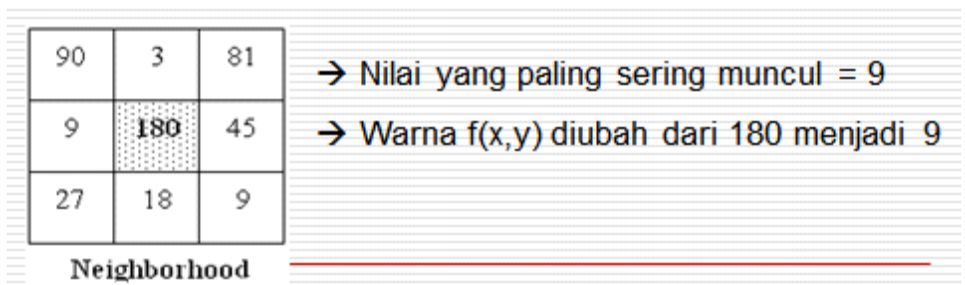 90 3 81
→ Nilai yang paling sering muncul = 9
9 180 45
→ Warna f(x,y) diubah dari 180 menjadi 9
27 18 9
Neighborhood